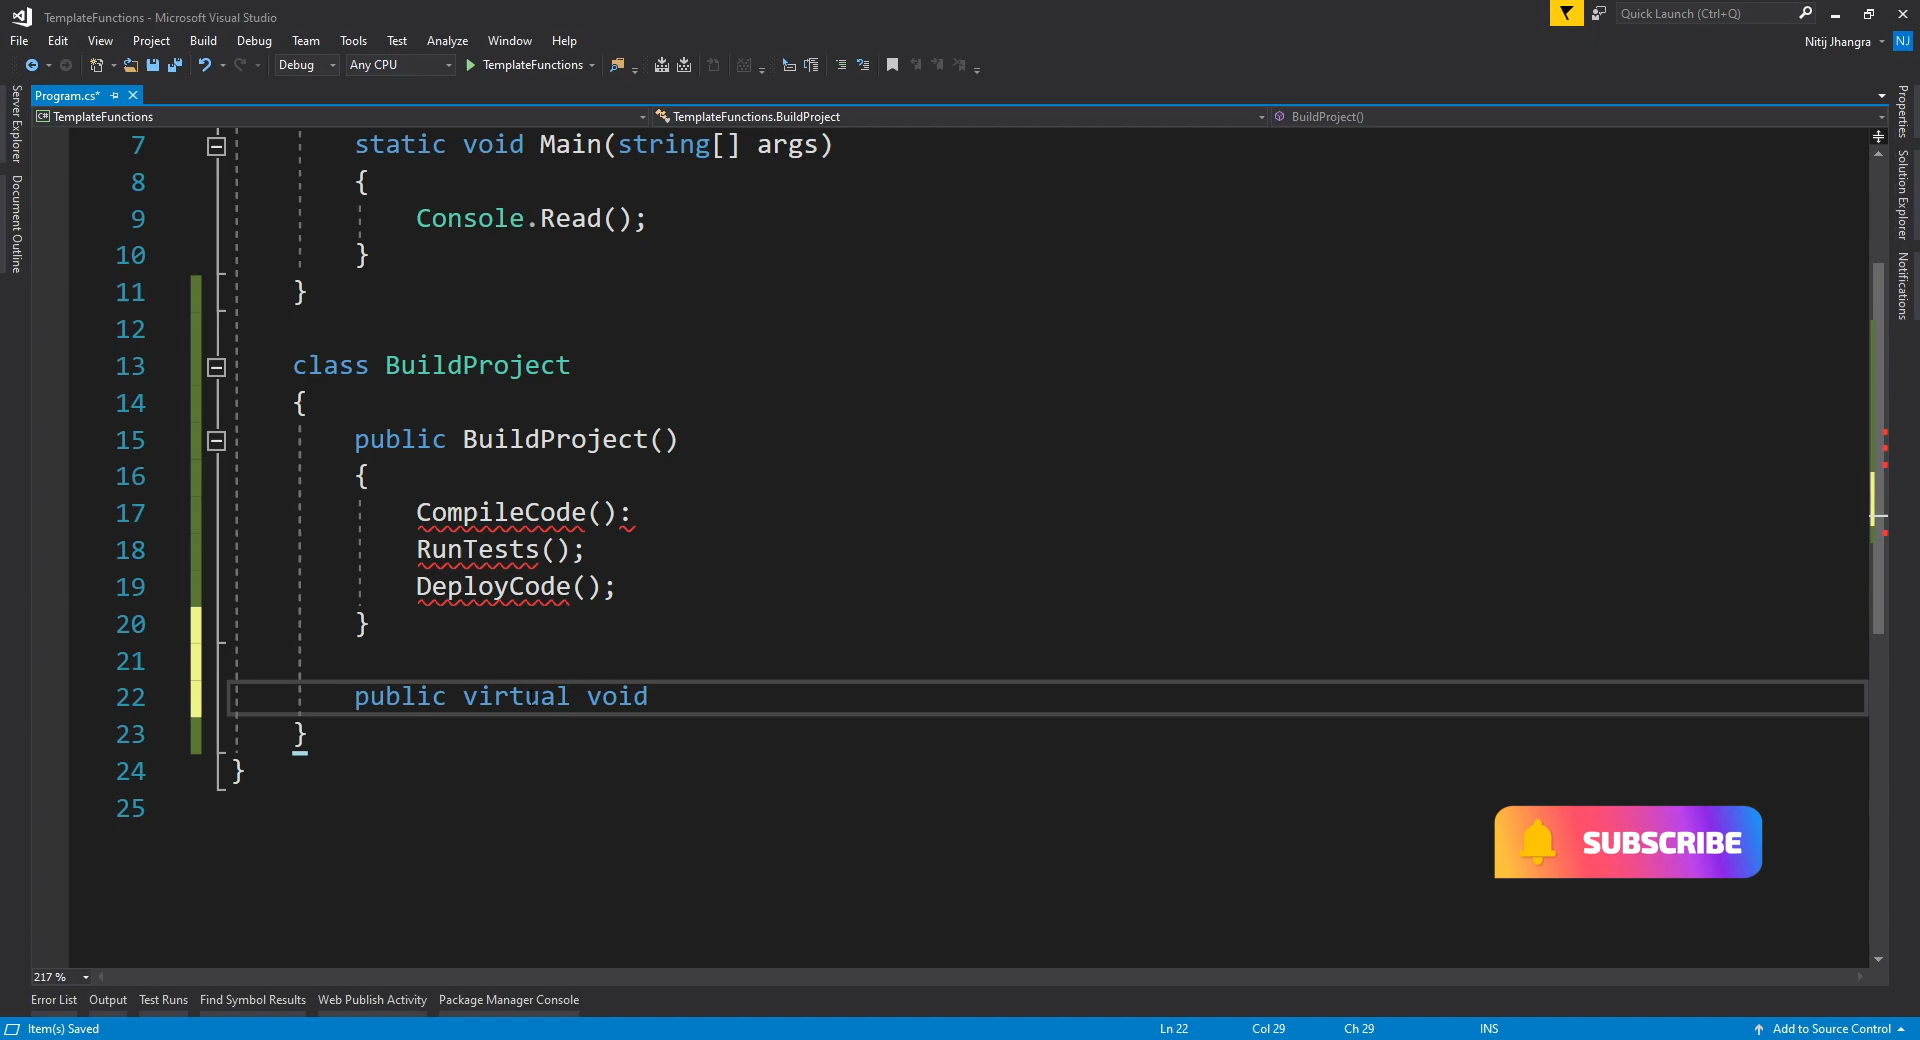 TemplateFunctions - Microsoft Visual Studio
Quick Launch (Ctrl+Q)
File Edit View Project Build Debug Team Tools Test Analyze Window Help
Nitij Jhangra NJ
Debug Any CPU TemplateFunctions
Program.cs*
TemplateFunctions TemplateFunctions.BuildProject BuildProject()
Server Explorer
Document Outline
Properties
Solution Explorer
Notifications
7 static void Main(string[] args)
8 {
9 Console.Read();
10 }
11 }
12
13 class BuildProject
14 {
15 public BuildProject()
16 {
17 CompileCode():
18 RunTests();
19 DeployCode();
20 }
21
22 public virtual void
23 }
24 }
25
SUBSCRIBE
217 %
Error List Output Test Runs Find Symbol Results Web Publish Activity Package Manager Console
Item(s) Saved Ln 22 Col 29 Ch 29 INS Add to Source Control